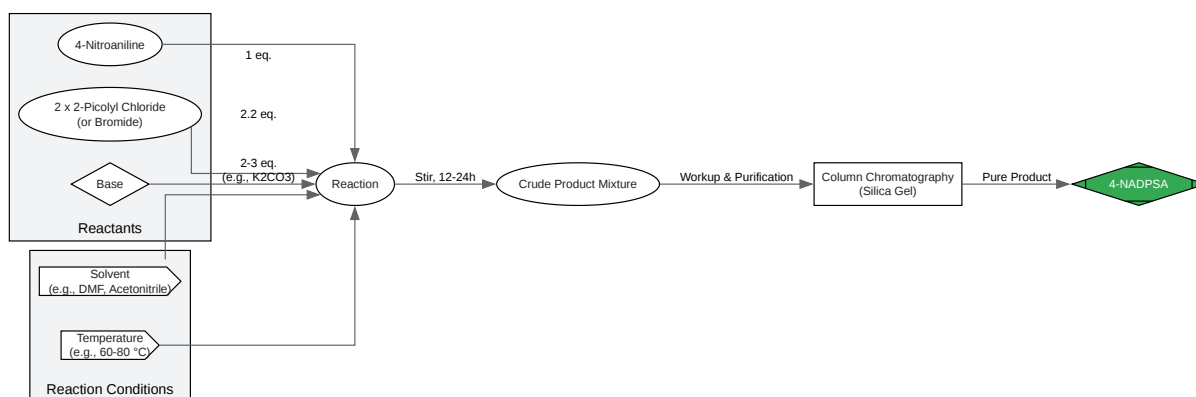 4-Nitroaniline
1 eq.
2 x 2-Picolyl Chloride
(or Bromide)
2.2 eq.
2-3 eq.
(e.g., K2CO3)
Base
Reaction
Stir, 12-24h
Crude Product Mixture
Workup & Purification
Column Chromatography
(Silica Gel)
Pure Product
4-NADPSA
Reactants
Solvent
(e.g., DMF, Acetonitrile)
Temperature
(e.g., 60-80 °C)
Reaction Conditions